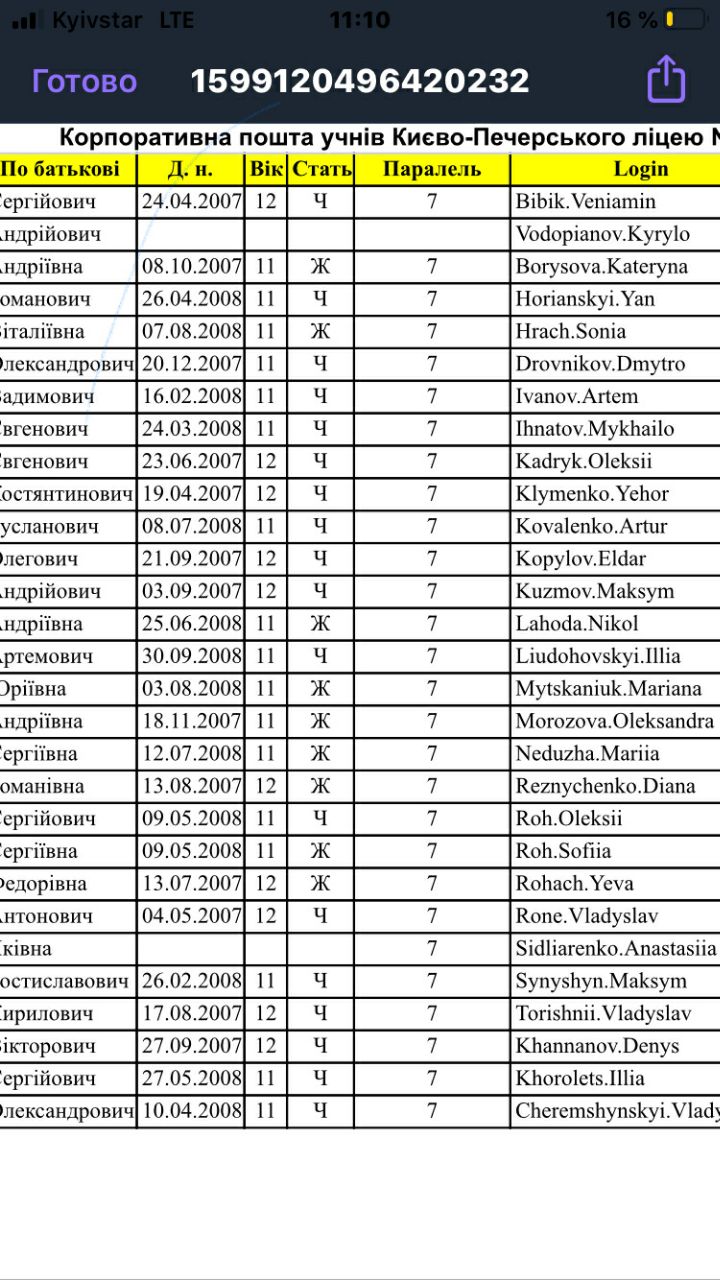 Kyivstar LTE 11:10 16 %
Готово 1599120496420232
Корпоративна пошта учнів Києво-Печерського ліцею
По батькові Д. н. Вік Стать Паралель Login
ергійович 24.04.2007 12 Ч 7 Bibik.Veniamin
ндрійович Vodopianov.Kyrylo
ндріївна 08.10.2007 11 Ж 7 Borysova.Kateryna
оманович 26.04.2008 11 Ч 7 Horianskyi.Yan
італіївна 07.08.2008 11 Ж 7 Hrach.Sonia
лександрович 20.12.2007 11 Ч 7 Drovnikov.Dmytro
адимович 16.02.2008 11 Ч 7 Ivanov.Artem
вгенович 24.03.2008 11 Ч 7 Ihnatov.Mykhailo
вгенович 23.06.2007 12 Ч 7 Kadryk.Oleksii
остянтинович 19.04.2007 12 Ч 7 Klymenko.Yehor
усланович 08.07.2008 11 Ч 7 Kovalenko.Artur
легович 21.09.2007 12 Ч 7 Kopylov.Eldar
ндрійович 03.09.2007 12 Ч 7 Kuzmov.Maksym
ндріївна 25.06.2008 11 Ж 7 Lahoda.Nikol
ртемович 30.09.2008 11 Ч 7 Liudohovskyi.Illia
Юріївна 03.08.2008 11 Ж 7 Mytskaniuk.Mariana
ндріївна 18.11.2007 11 Ж 7 Morozova.Oleksandra
ергіївна 12.07.2008 11 Ж 7 Neduzha.Mariia
оманівна 13.08.2007 12 Ж 7 Reznychenko.Diana
ергійович 09.05.2008 11 Ч 7 Roh.Oleksii
ергіївна 09.05.2008 11 Ж 7 Roh.Sofiia
Федорівна 13.07.2007 12 Ж 7 Rohach.Yeva
нтонович 04.05.2007 12 Ч 7 Rone.Vladyslav
ківна 7 Sidliarenko.Anastasiia
остиславович 26.02.2008 11 Ч 7 Synyshyn.Maksym
ирилович 17.08.2007 12 Ч 7 Torishnii.Vladyslav
ікторович 27.09.2007 12 Ч 7 Khannanov.Denys
ергійович 27.05.2008 11 Ч 7 Khorolets.Illia
лександрович 10.04.2008 11 Ч 7 Cheremshynskyi.Vlady